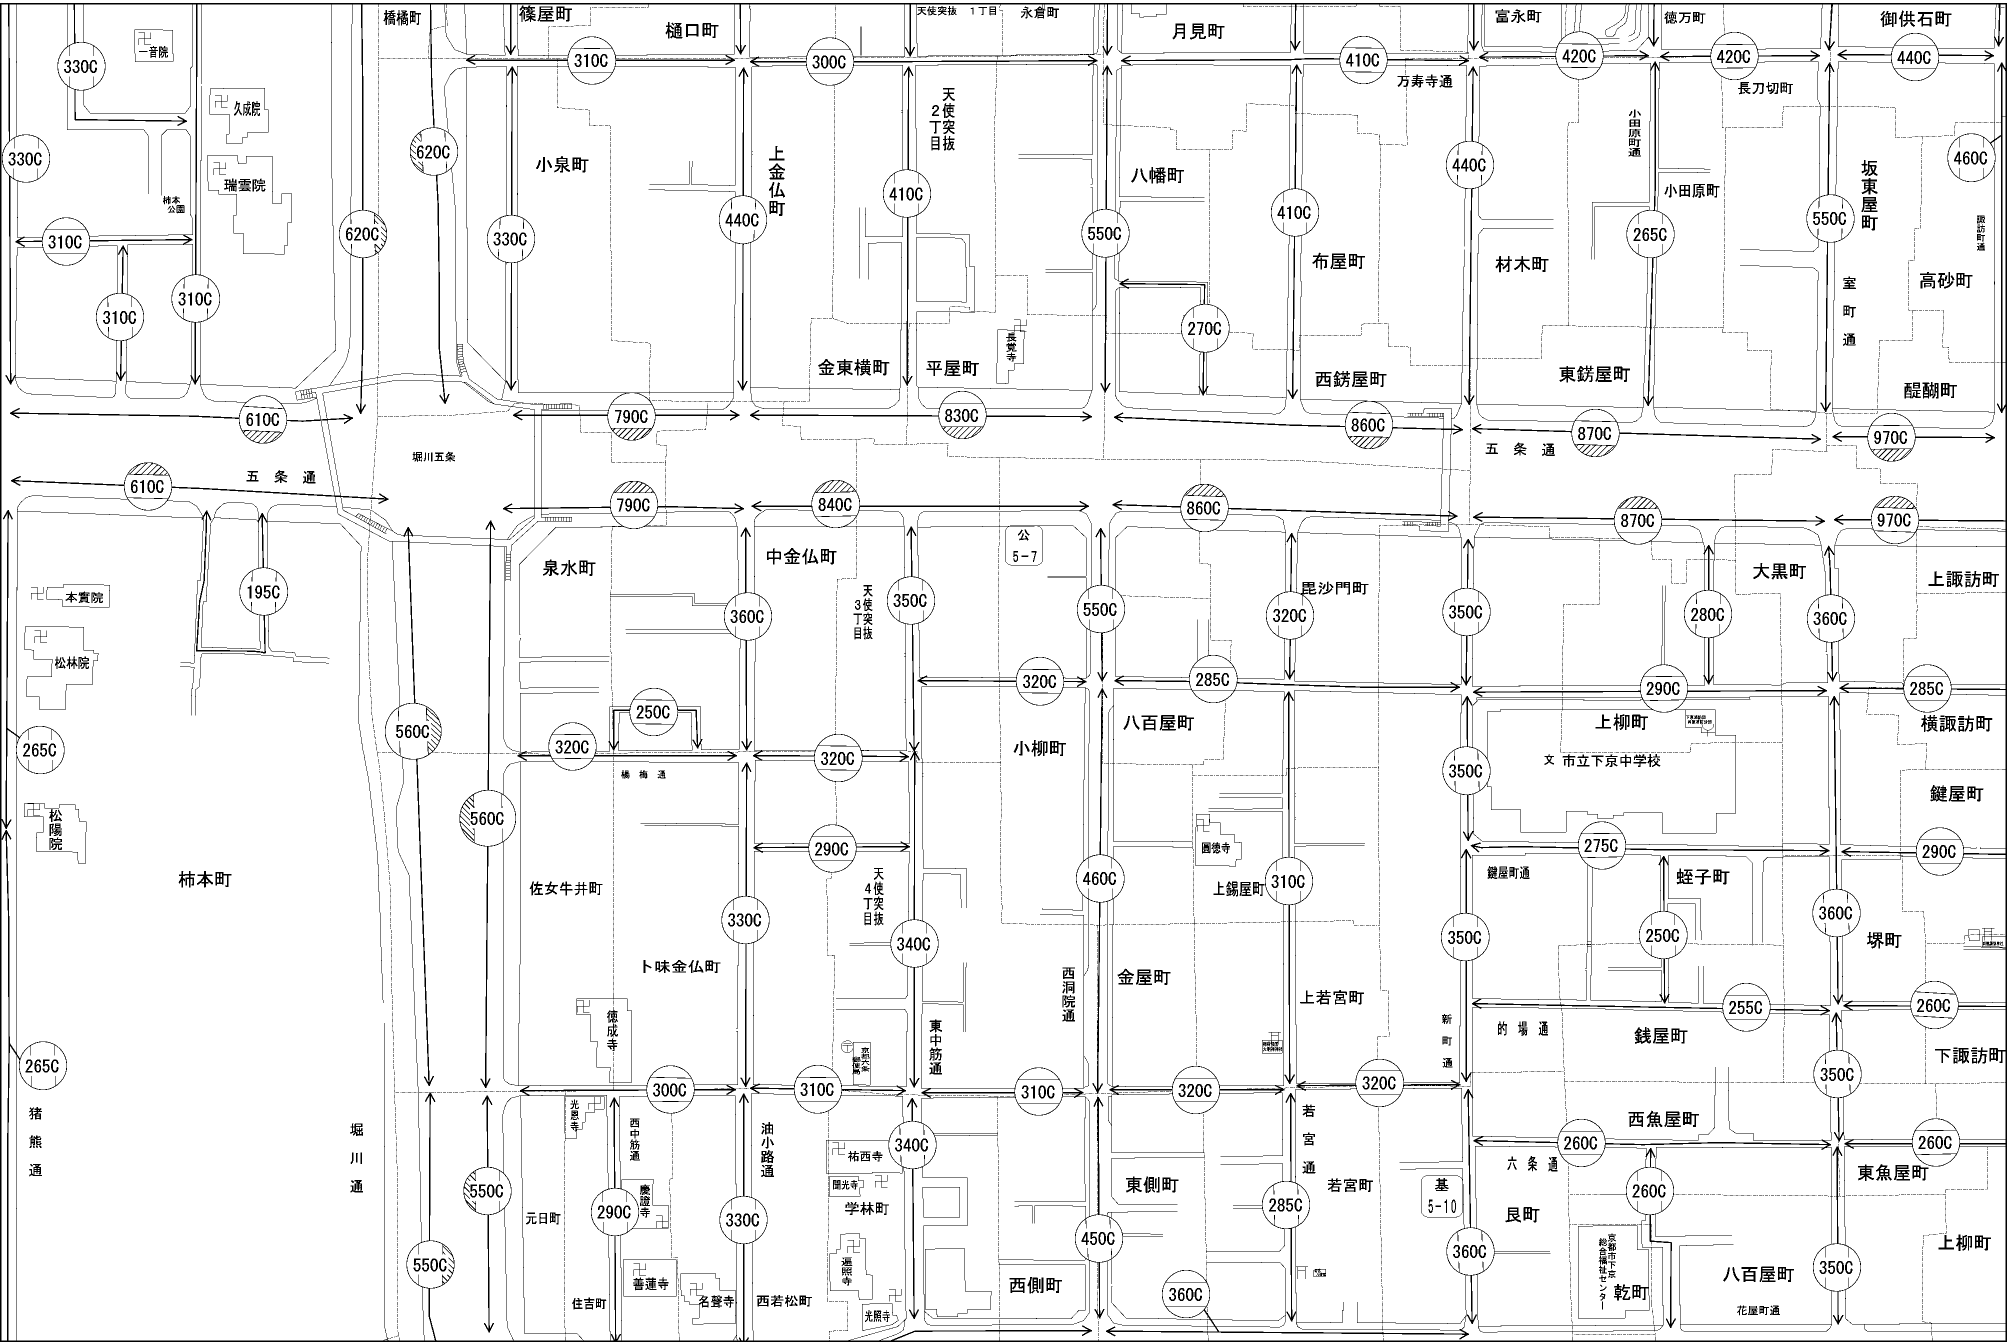 橋橘町
篠屋町
樋口町
天使突抜 1丁目
永倉町
月見町
富永町
徳万町
御供石町
一音院
330C
310C
300C
410C
420C
420C
440C
万寿寺通
長刀切町
久成院
天使突抜
2丁目
小田原町通
330C
620C
小泉町
上金仏町
八幡町
440C
460C
瑞雲院
坂東屋町
小田原町
柿本
公園
410C
440C
410C
550C
諏訪町通
310C
620C
330C
550C
265C
布屋町
材木町
高砂町
室町通
310C
310C
270C
長覚寺
金東横町
平屋町
西錺屋町
東錺屋町
醍醐町
610C
790C
830C
860C
870C
970C
堀川五条
五条通
五条通
610C
790C
840C
860C
870C
970C
公
5-7
泉水町
中金仏町
毘沙門町
大黒町
上諏訪町
本實院
195C
天使突抜
3丁目
360C
350C
550C
320C
350C
280C
360C
松林院
320C
285C
290C
285C
250C
560C
八百屋町
上柳町
横諏訪町
265C
320C
320C
小柳町
文 市立下京中学校
350C
橘梅通
鍵屋町
松陽院
560C
290C
圓徳寺
275C
290C
柿本町
佐女牛井町
天使突抜
4丁目
460C
上錫屋町
310C
鍵屋町通
蛭子町
330C
340C
350C
250C
360C
堺町
卜味金仏町
西洞院通
金屋町
上若宮町
255C
260C
徳成寺
東中筋通
新町通
的場通
銭屋町
265C
京都六条
郵便局
下諏訪町
300C
310C
310C
320C
320C
350C
猪熊通
堀川通
光恩寺
西中筋通
油小路通
340C
若宮通
西魚屋町
260C
260C
祐西寺
六条通
東魚屋町
550C
慶證寺
聞光寺
東側町
若宮町
墓
5-10
260C
元日町
290C
330C
学林町
285C
艮町
450C
360C
京都市下京
総合福祉センター
上柳町
550C
善蓮寺
遍照寺
西側町
360C
乾町
八百屋町
350C
住吉町
名聲寺
西若松町
光照寺
花屋町通